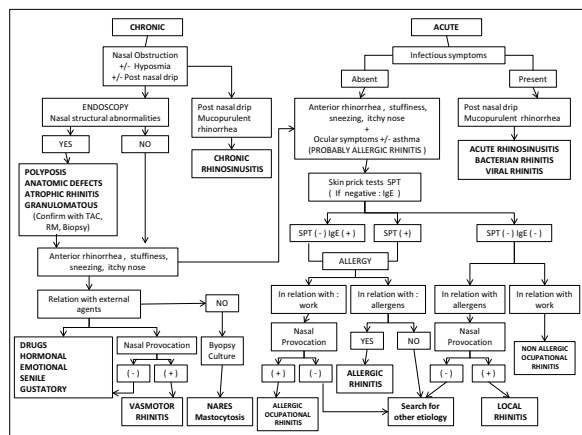 CHRONIC
Nasal Obstruction
+/- Hyposmia
+/- Post nasal drip
ENDOSCOPY
Nasal structural abnormalities
YES
NO
POLYPOSIS
ANATOMIC DEFECTS
ATROPHIC RHINITIS
GRANULOMATOUS
(Confirm with TAC,
RM, Biopsy)
Post nasal drip
Mucopurulent
rhinorrhea
CHRONIC
RHINOSINUSITIS
Anterior rhinorrhea , stuffiness,
sneezing, itchy nose
Relation with external
agents
NO
DRUGS
HORMONAL
EMOTIONAL
SENILE
GUSTATORY
Nasal Provocation
(-)
(+)
VASMOTOR
RHINITIS
Byopsy
Culture
NARES
Mastocytosis
ACUTE
Infectious symptoms
Absent
Present
Anterior rhinorrhea, stuffiness,
sneezing, itchy nose
+
Ocular symptoms +/- asthma
(PROBABLY ALLERGIC RHINITIS )
Post nasal drip
Mucopurulent rhinorrhea
ACUTE RHINOSINUSITIS
BACTERIAN RHINITIS
VIRAL RHINITIS
Skin prick tests SPT
( If negative : IgE )
SPT (-) IgE (+)
SPT (+)
SPT (-) IgE (-)
ALLERGY
In relation with :
work
In relation with :
allergens
In relation with
allergens
In relation with
work
Nasal
Provocation
YES
NO
Nasal
Provocation
NON ALLERGIC
OCUPATIONAL
RHINITIS
(+)
(-)
ALLERGIC
RHINITIS
(-)
(+)
ALLERGIC
OCUPATIONAL
RHINITIS
Search for
other etiology
LOCAL
RHINITIS